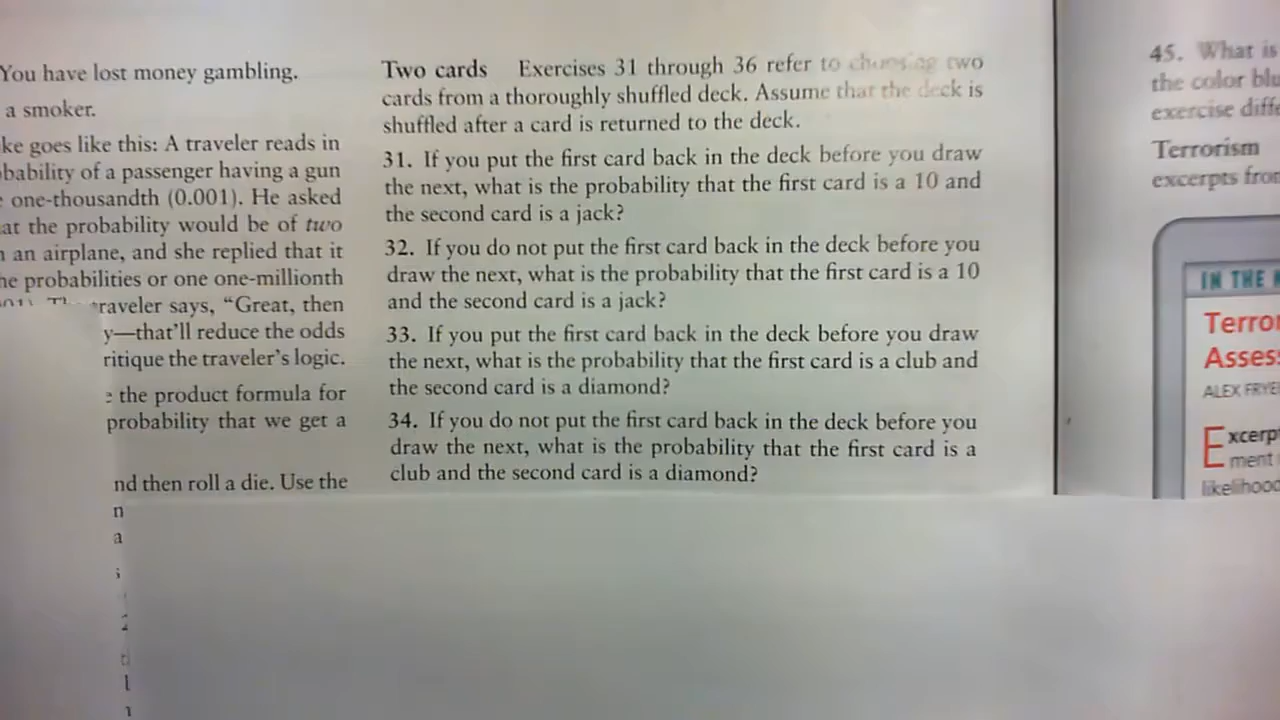 You have lost money gambling.
a smoker.
ke goes like this: A traveler reads in
bability of a passenger having a gun
one-thousandth (0.001). He asked
at the probability would be of two
an airplane, and she replied that it
he probabilities or one one-millionth
traveler says, “Great, then
y—that’ll reduce the odds
ritique the traveler’s logic.
the product formula for
probability that we get a
nd then roll a die. Use the
n
a
Two cards Exercises 31 through 36 refer to choosing two
cards from a thoroughly shuffled deck. Assume that the deck is
shuffled after a card is returned to the deck.
31. If you put the first card back in the deck before you draw
the next, what is the probability that the first card is a 10 and
the second card is a jack?
32. If you do not put the first card back in the deck before you
draw the next, what is the probability that the first card is a 10
and the second card is a jack?
33. If you put the first card back in the deck before you draw
the next, what is the probability that the first card is a club and
the second card is a diamond?
34. If you do not put the first card back in the deck before you
draw the next, what is the probability that the first card is a
club and the second card is a diamond?
45. What is
the color blu
exercise diffe
Terrorism
excerpts from
IN THE N
Terror
Assess
ALEX FRYE
Excerpt
ment
likelihood